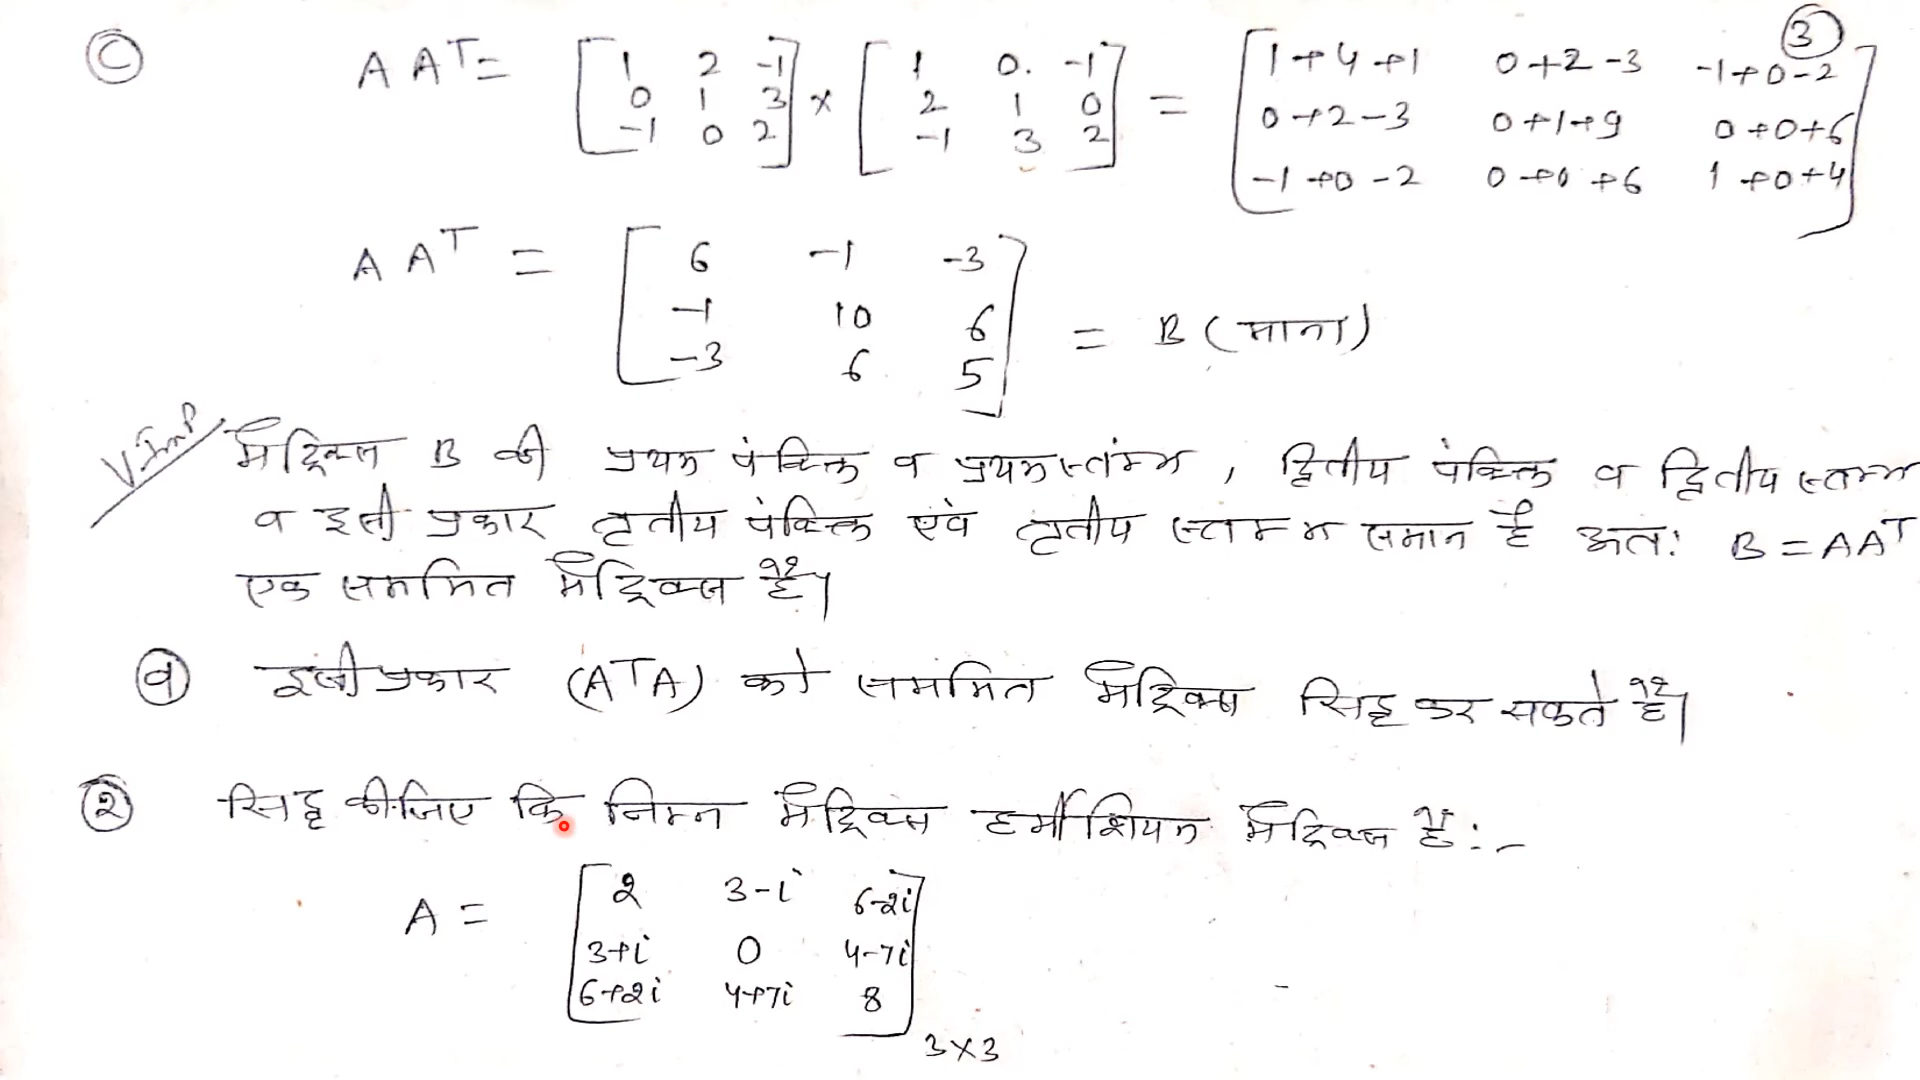 3
C A Aᵀ = [1 2 -1; 0 1 3; -1 0 2] × [1 0. -1; 2 1 0; -1 3 2] = [1+4+1 0+2-3 -1+0-2; 0+2-3 0+1+9 0+0+6; -1+0-2 0+0+6 1+0+4]
A Aᵀ = [6 -1 -3; -1 10 6; -3 6 5] = B (माना)
V.Imp मैट्रिक्स B की प्रथम पंक्ति व प्रथम स्तंम्भ , द्वितीय पंक्ति व द्वितीय स्तम्भ
व इसी प्रकार तृतीय पंक्ति एवं तृतीय स्तम्भ समान है अतः B = AAᵀ
एक सममित मैट्रिक्स है।
व इसी प्रकार (AᵀA) को सममित मैट्रिक्स सिद्ध कर सकते है।
२ सिद्ध कीजिए कि निम्न मैट्रिक्स हर्मीशियन मैट्रिक्स है :-
A = [2 3-i 6-2i; 3+i 0 4-7i; 6+2i 4+7i 8] 3×3